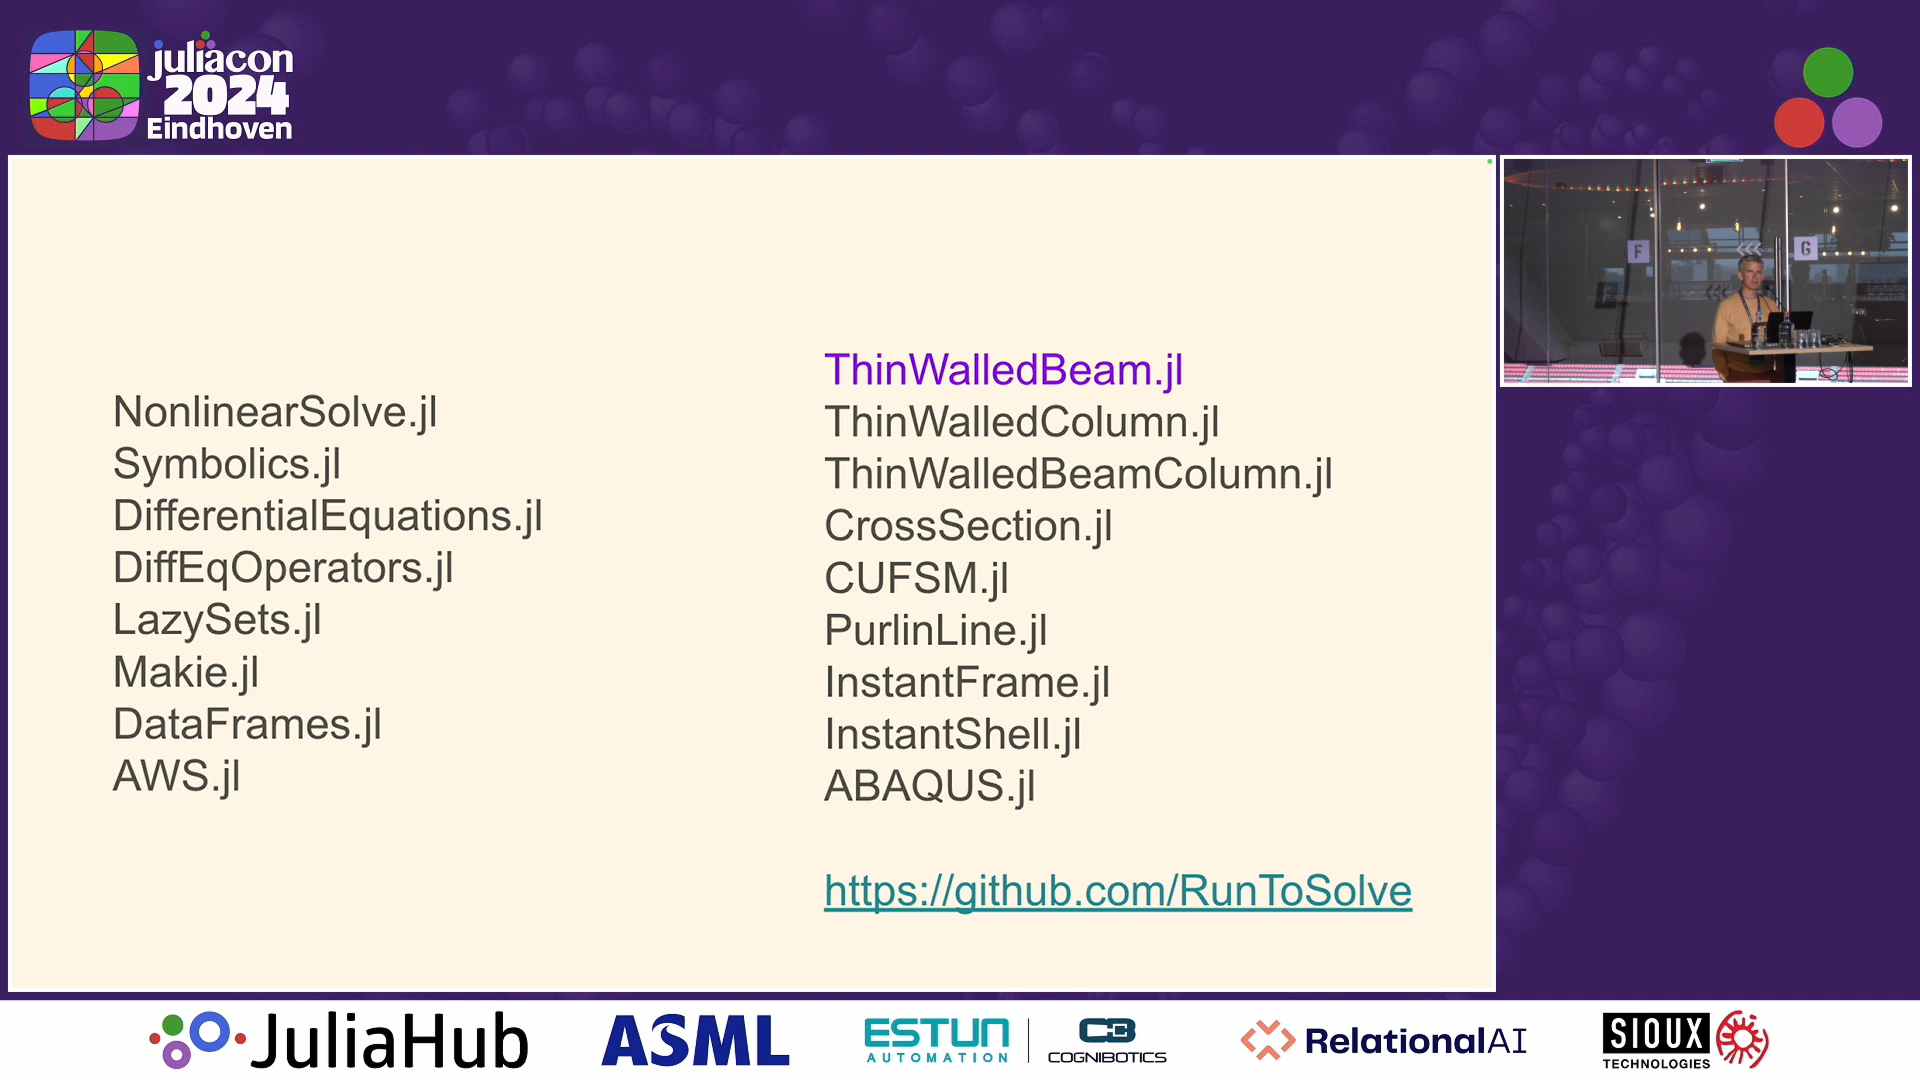 juliacon
2024
Eindhoven
NonlinearSolve.jl
Symbolics.jl
DifferentialEquations.jl
DiffEqOperators.jl
LazySets.jl
Makie.jl
DataFrames.jl
AWS.jl
ThinWalledBeam.jl
ThinWalledColumn.jl
ThinWalledBeamColumn.jl
CrossSection.jl
CUFSM.jl
PurlinLine.jl
InstantFrame.jl
InstantShell.jl
ABAQUS.jl
https://github.com/RunToSolve
F
G
JuliaHub
ASML
ESTUN
AUTOMATION
COGNIBOTICS
RelationalAI
SIOUX
TECHNOLOGIES